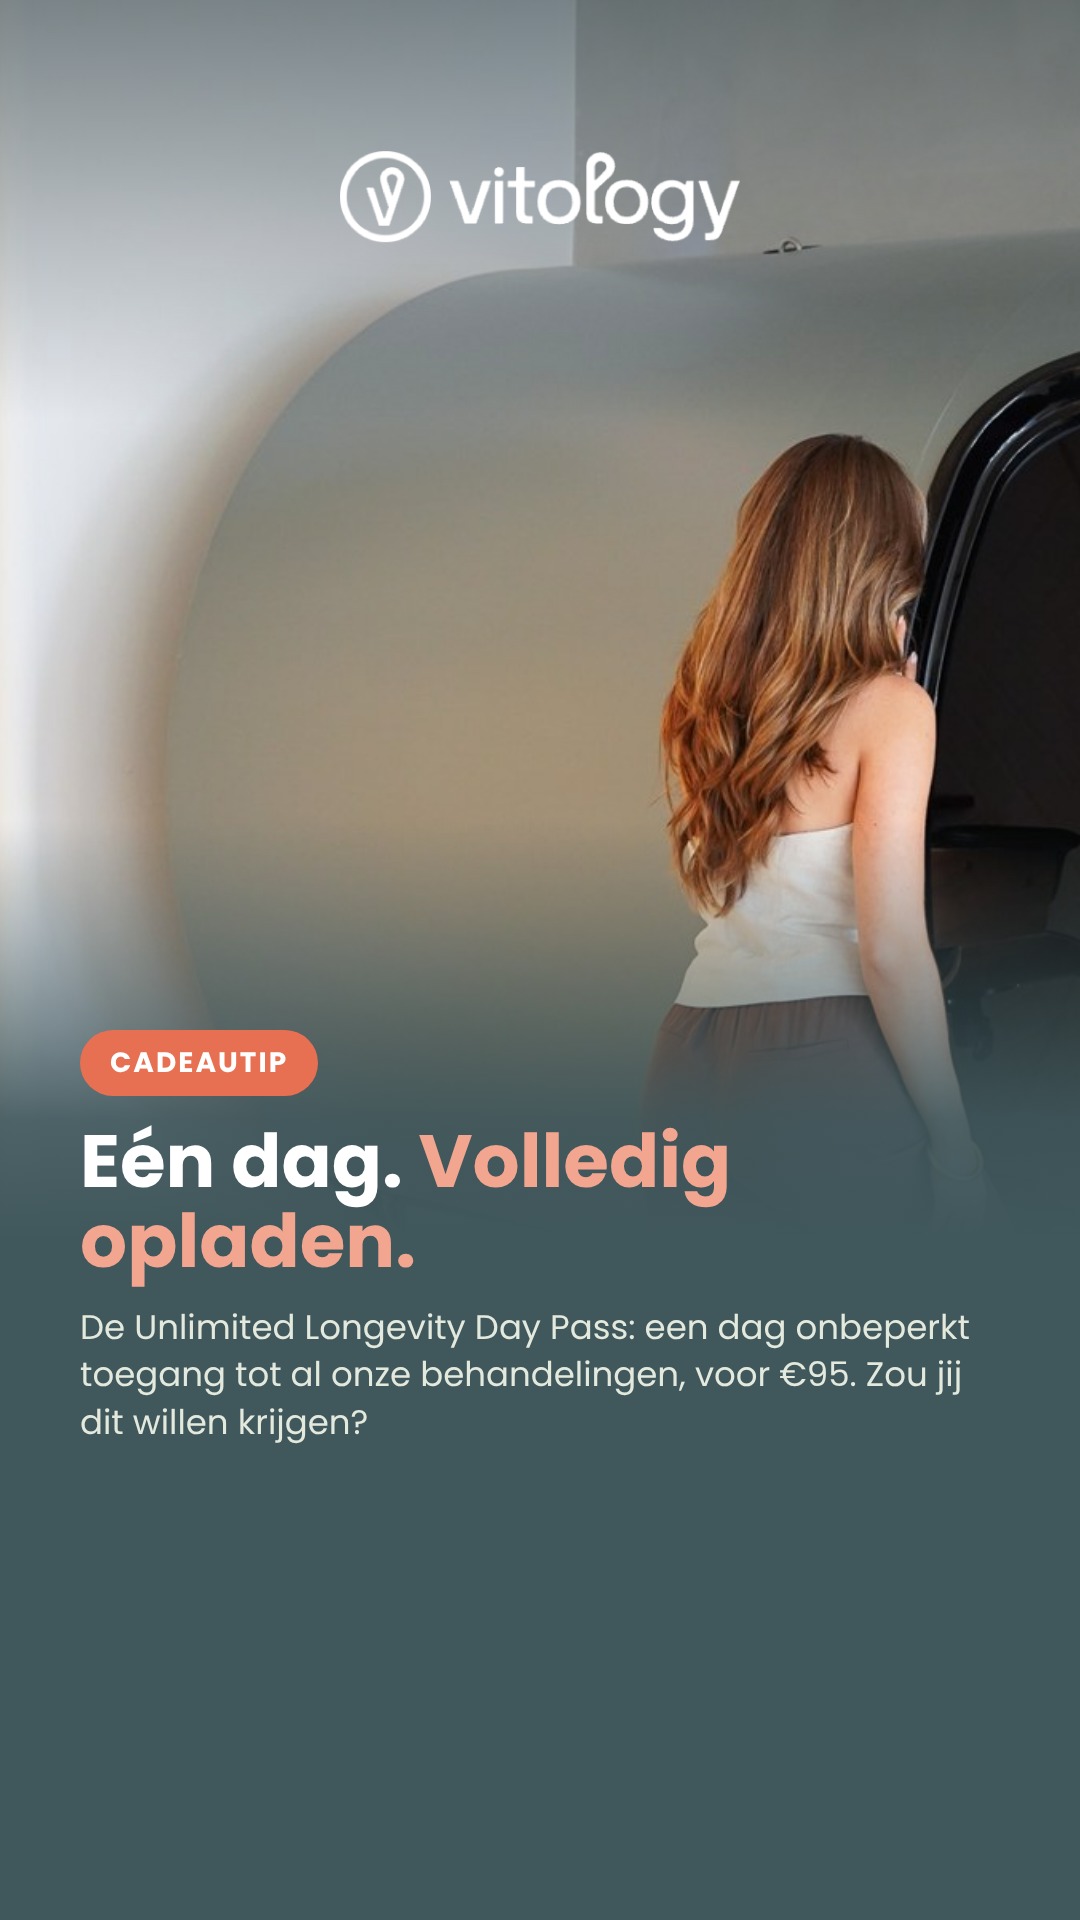 vitology
CADEAUTIP
Eén dag. Volledig
opladen.
De Unlimited Longevity Day Pass: een dag onbeperkt
toegang tot al onze behandelingen, voor €95. Zou jij
dit willen krijgen?